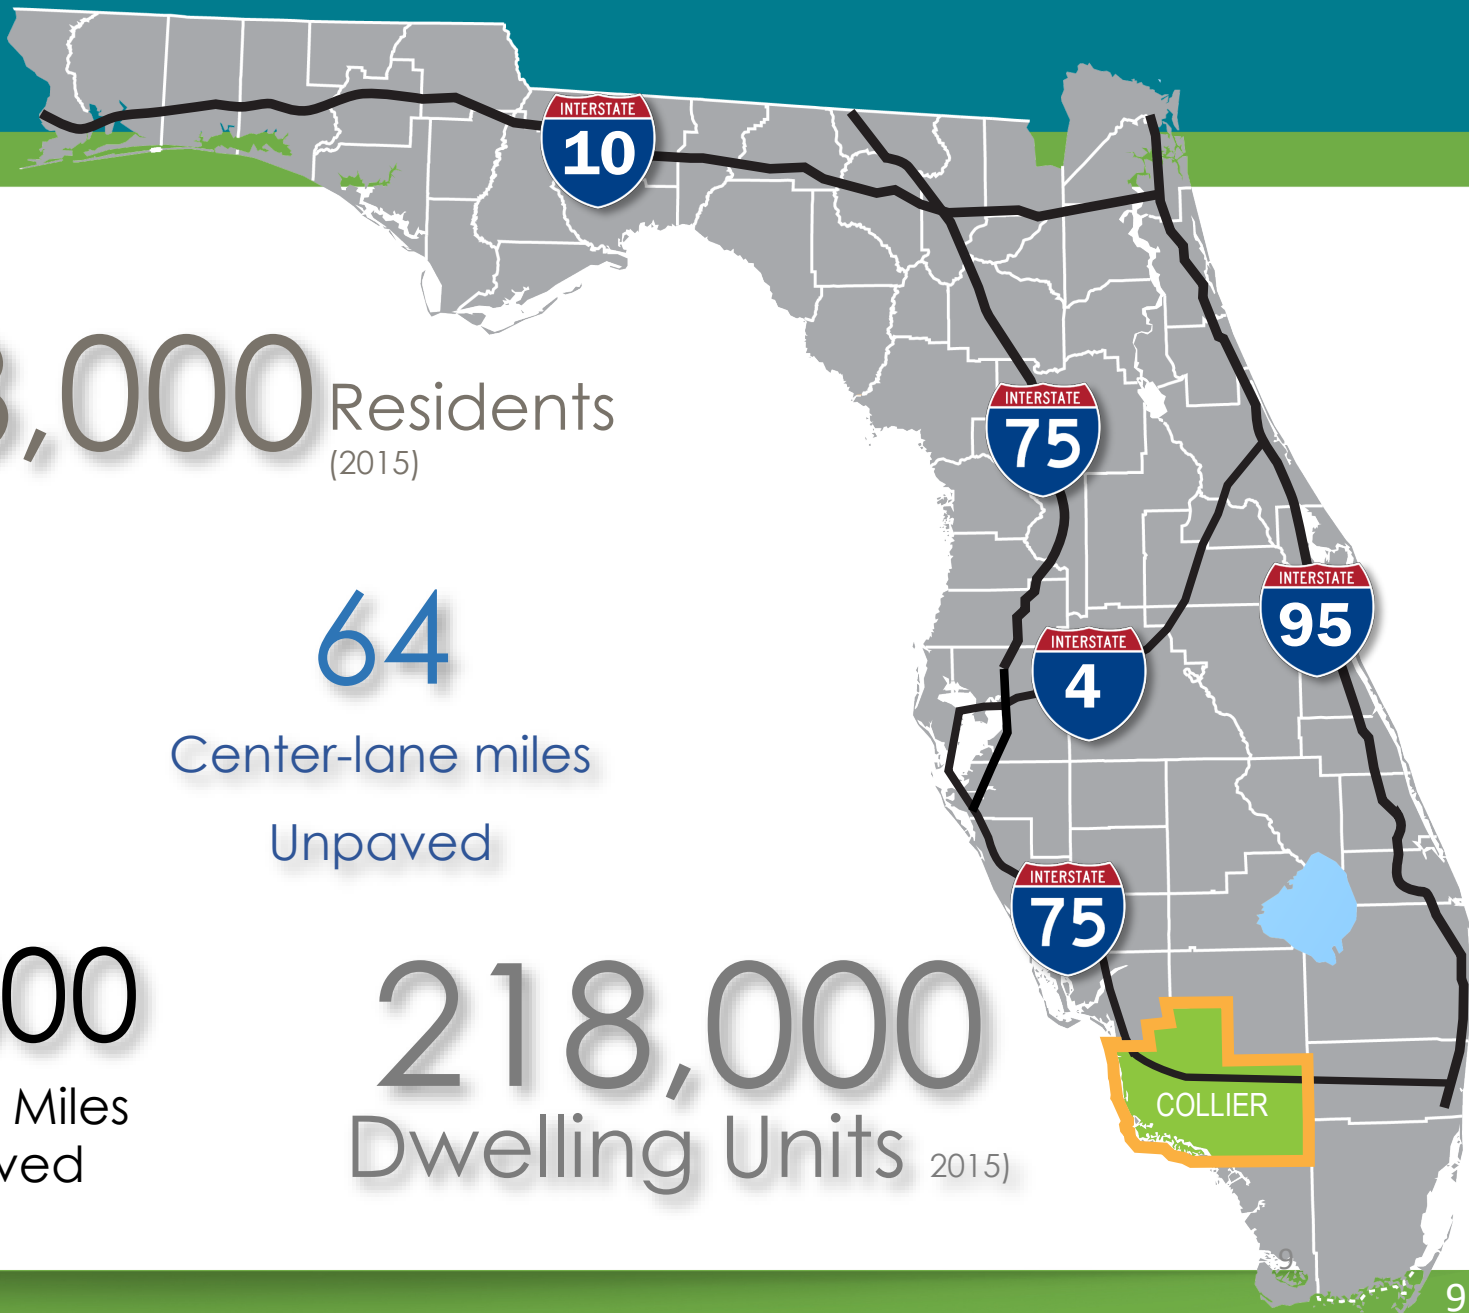 INTERSTATE
10
,000 Residents
(2015)
INTERSTATE
75
64
Center-lane miles
Unpaved
INTERSTATE
95
INTERSTATE
4
INTERSTATE
75
00
Miles
ved
218,000
Dwelling Units 2015)
COLLIER
9
9